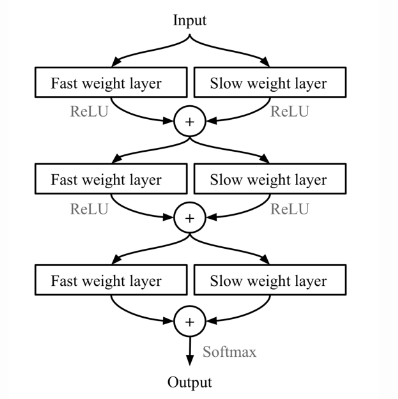 Input
Fast weight layer Slow weight layer
ReLU ReLU
+
Fast weight layer Slow weight layer
ReLU ReLU
+
Fast weight layer Slow weight layer
+
Softmax
Output